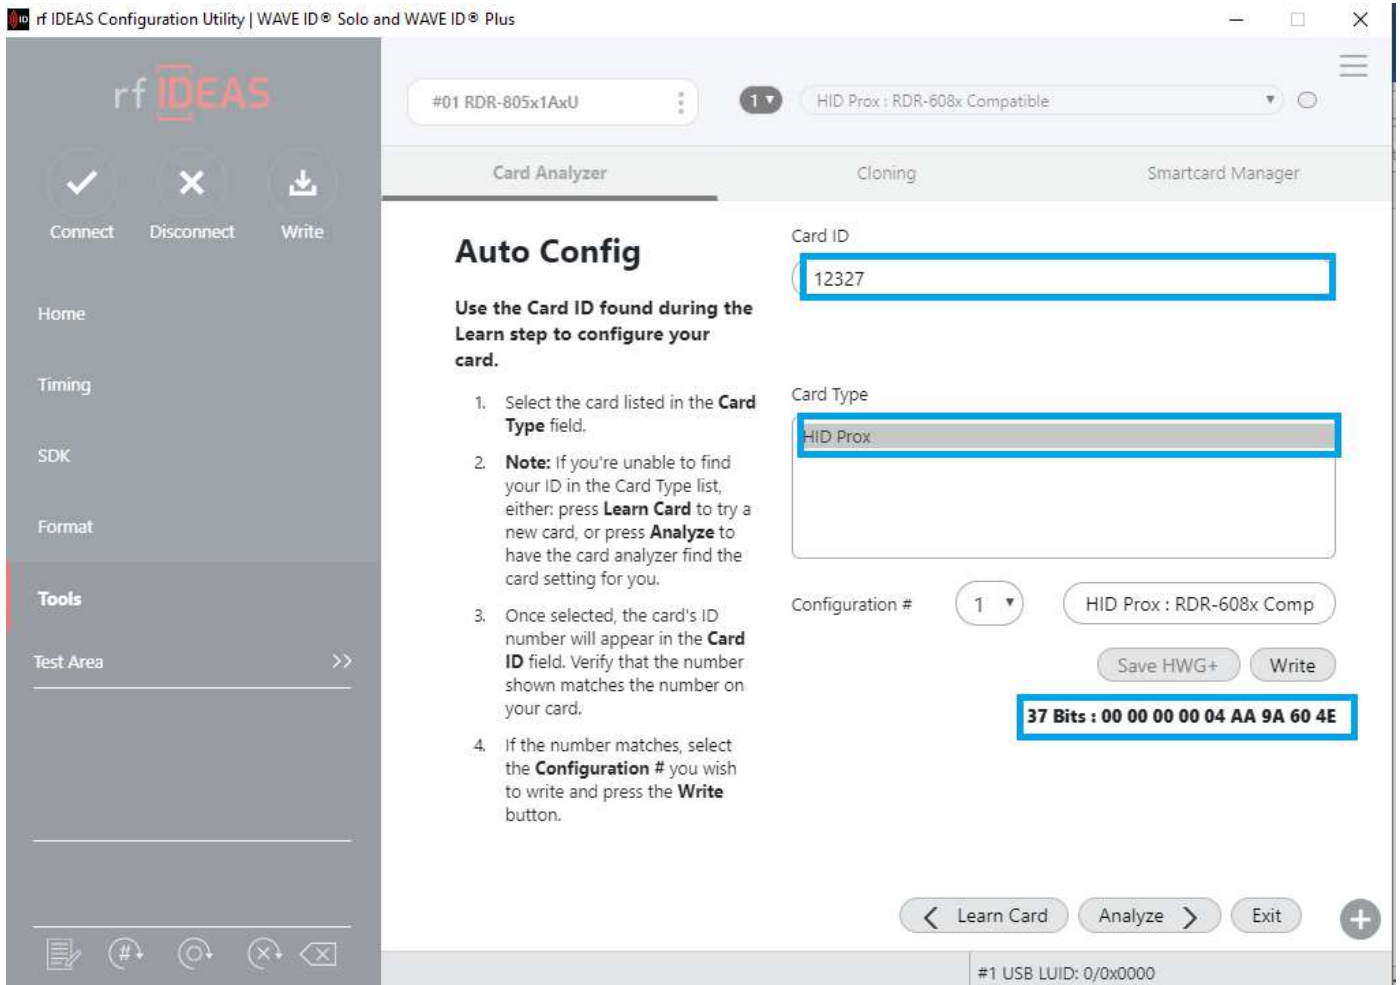 rf IDEAS Configuration Utility | WAVE ID® Solo and WAVE ID® Plus
rf IDEAS
#01 RDR-805x1AxU
1
HID Prox : RDR-608x Compatible
Connect
Disconnect
Write
Card Analyzer
Cloning
Smartcard Manager
Home
Timing
SDK
Format
Tools
Test Area >>
Auto Config
Use the Card ID found during the
Learn step to configure your
card.
1. Select the card listed in the Card
Type field.
2. Note: If you're unable to find
your ID in the Card Type list,
either: press Learn Card to try a
new card, or press Analyze to
have the card analyzer find the
card setting for you.
3. Once selected, the card's ID
number will appear in the Card
ID field. Verify that the number
shown matches the number on
your card.
4. If the number matches, select
the Configuration # you wish
to write and press the Write
button.
Card ID
12327
Card Type
HID Prox
Configuration #
1
HID Prox : RDR-608x Comp
Save HWG+
Write
37 Bits : 00 00 00 00 04 AA 9A 60 4E
Learn Card
Analyze
Exit
#1 USB LUID: 0/0x0000